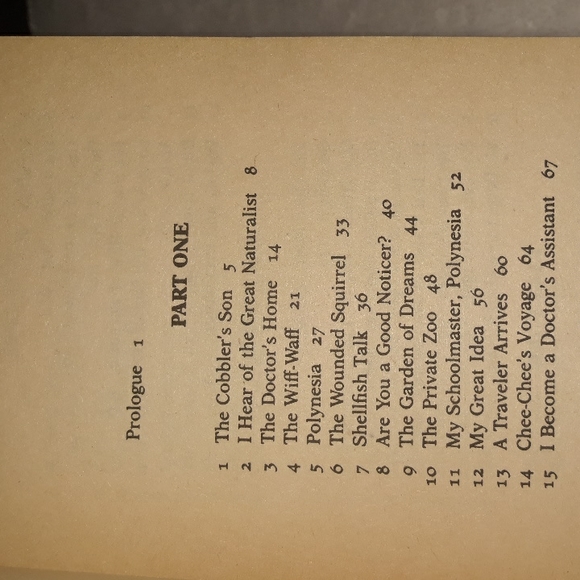 Prologue 1
PART ONE
1 The Cobbler's Son 5
2 I Hear of the Great Naturalist 8
3 The Doctor's Home 14
4 The Wiff-Waff 21
5 Polynesia 27
6 The Wounded Squirrel 33
7 Shellfish Talk 36
8 Are You a Good Noticer? 40
9 The Garden of Dreams 44
10 The Private Zoo 48
11 My Schoolmaster, Polynesia 52
12 My Great Idea 56
13 A Traveler Arrives 60
14 Chee-Chee's Voyage 64
15 I Become a Doctor's Assistant 67